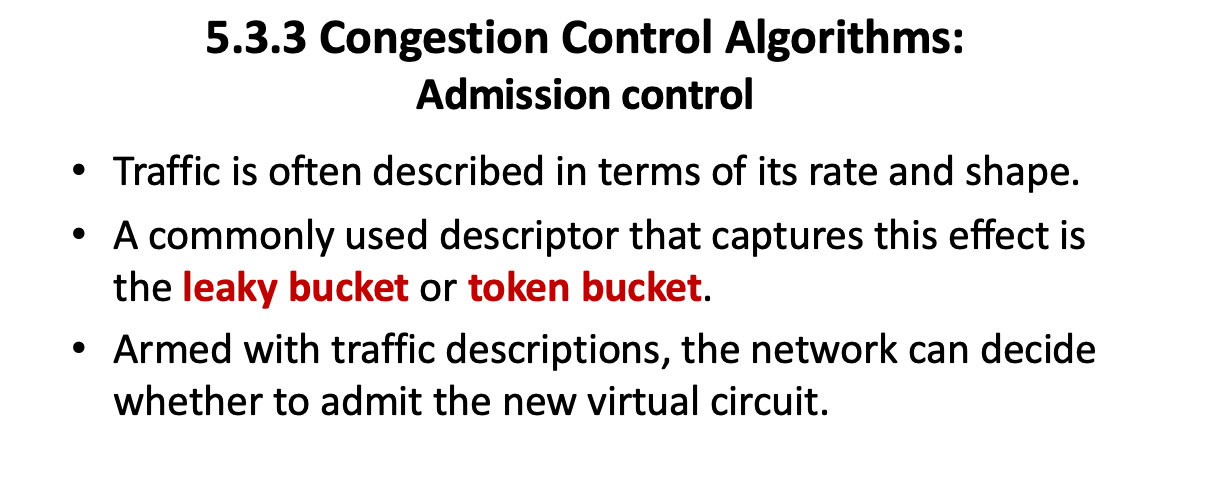 5.3.3 Congestion Control Algorithms:
Admission control
• Traffic is often described in terms of its rate and shape.
• A commonly used descriptor that captures this effect is
the leaky bucket or token bucket.
• Armed with traffic descriptions, the network can decide
whether to admit the new virtual circuit.